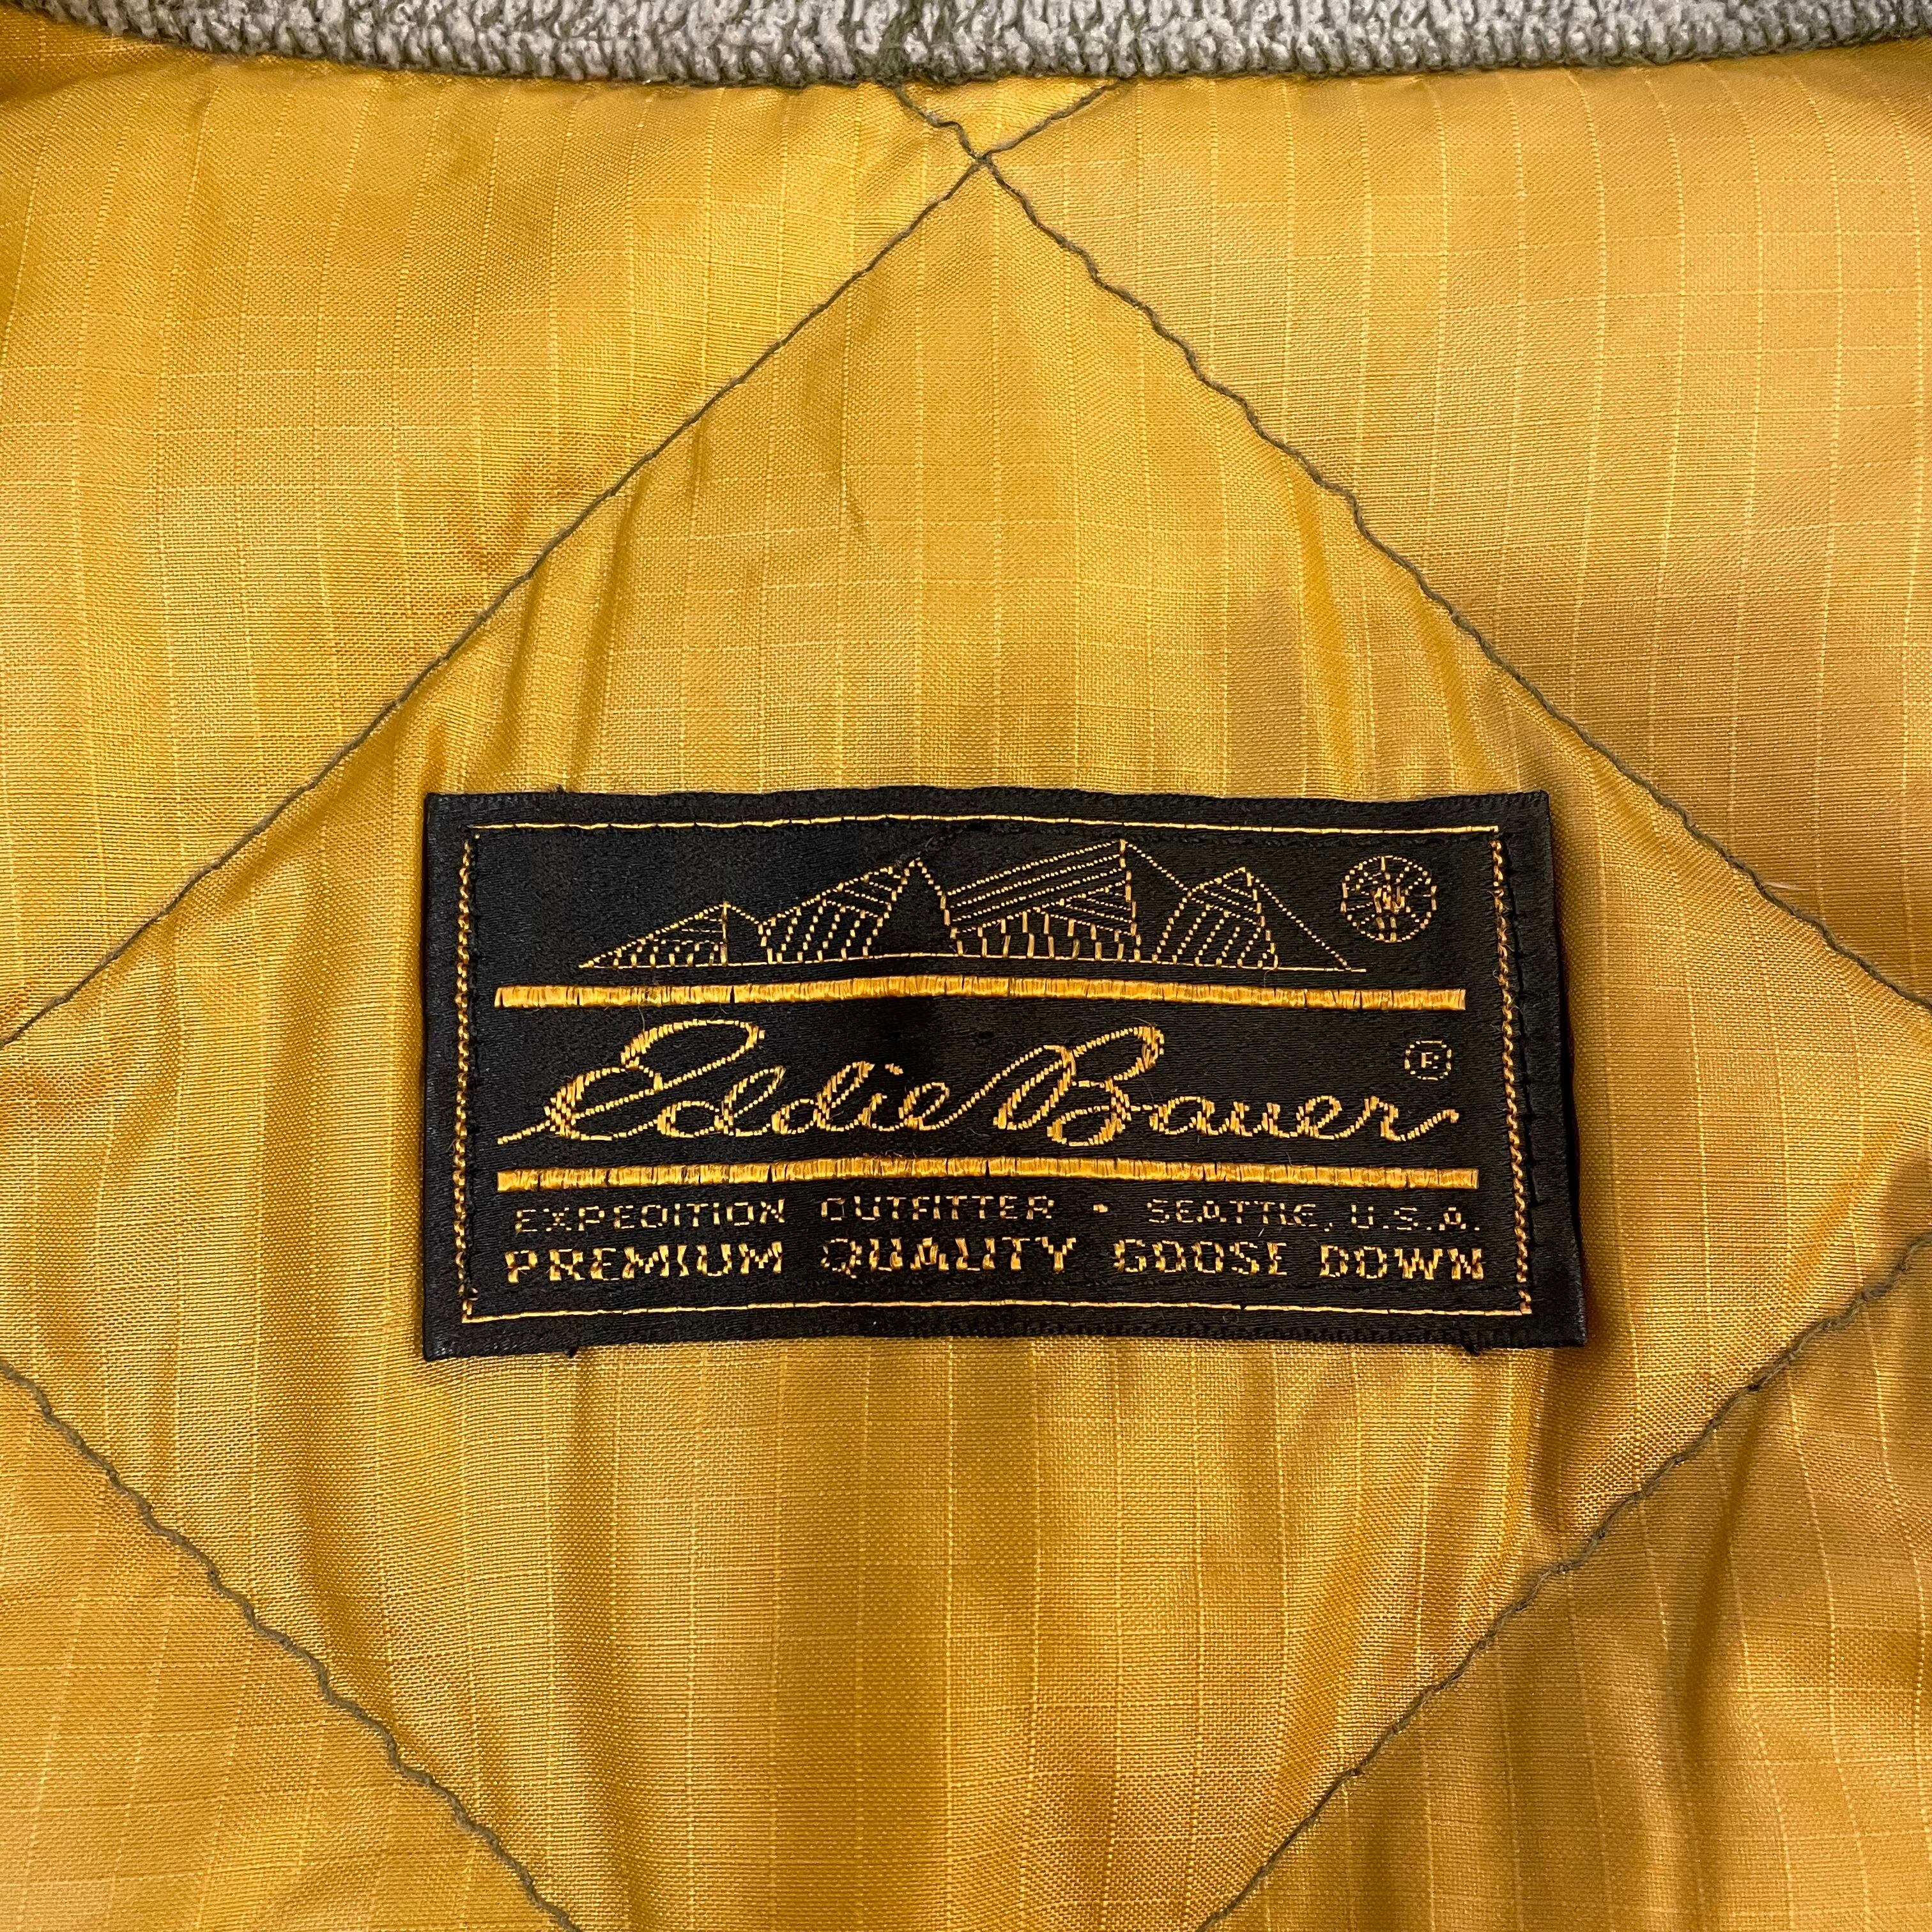 Eddie Bauer ®
EXPEDITION OUTFITTER • SEATTLE, U.S.A.
PREMIUM QUALITY GOOSE DOWN